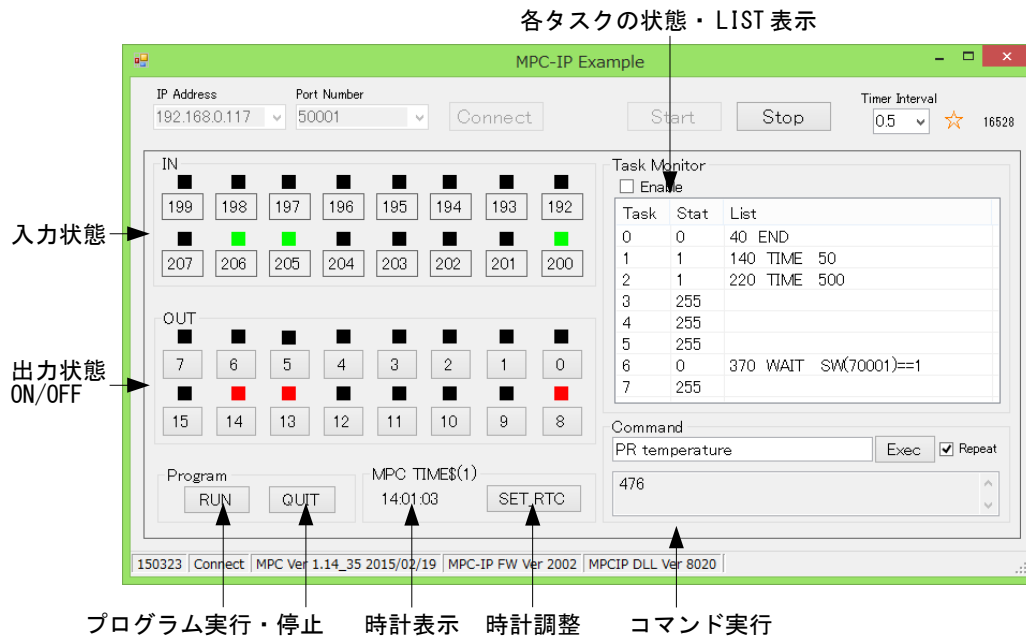 各タスクの状態・LIST 表示
MPC-IP Example
IP Address
Port Number
Timer Interval
192.168.0.117
50001
Connect
Start
Stop
0.5
16528
入力状態
IN
199 198 197 196 195 194 193 192
207 206 205 204 203 202 201 200
出力状態
ON/OFF
OUT
7 6 5 4 3 2 1 0
15 14 13 12 11 10 9 8
Task Monitor
Enable
Task Stat List
0 0 40 END
1 1 140 TIME 50
2 1 220 TIME 500
3 255
4 255
5 255
6 0 370 WAIT SW(70001)==1
7 255
Program
RUN QUIT
MPC TIME$(1)
14:01:03
SET_RTC
Command
PR temperature
Exec
Repeat
476
150323 Connect MPC Ver 1.14_35 2015/02/19 MPC-IP FW Ver 2002 MPCIP DLL Ver 8020
プログラム実行・停止
時計表示
時計調整
コマンド実行